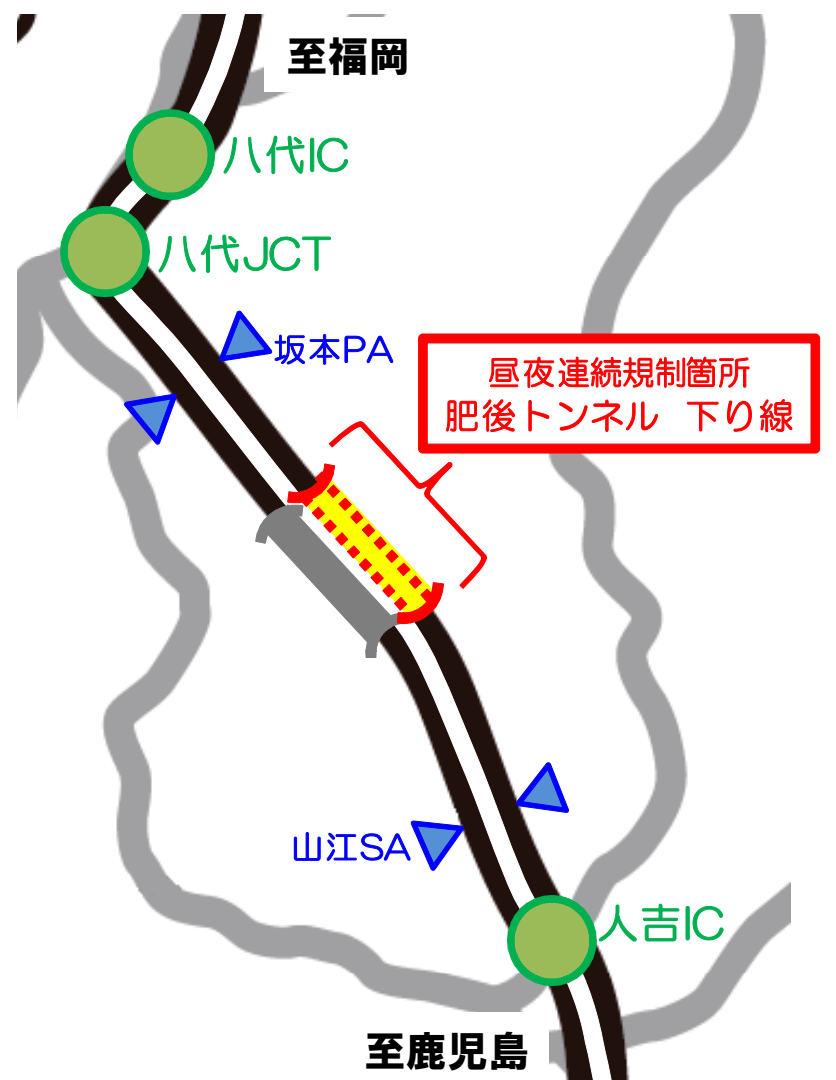 至福岡
八代IC
八代JCT
坂本PA
昼夜連続規制箇所
肥後トンネル 下り線
山江SA
人吉IC
至鹿児島